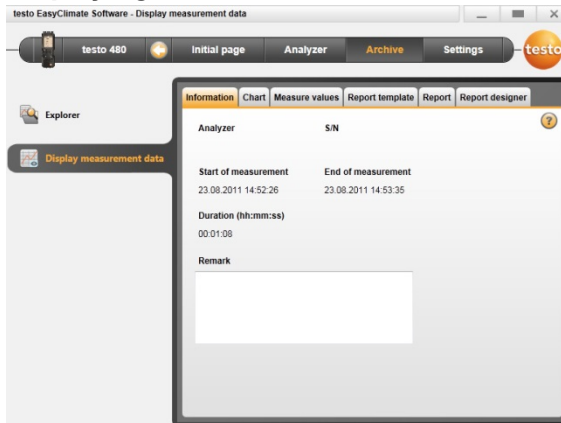 testo EasyClimate Software - Display measurement data
testo 480 Initial page Analyzer Archive Settings testo
Explorer
Display measurement data
Information Chart Measure values Report template Report Report designer
?
Analyzer S/N
Start of measurement End of measurement
23.08.2011 14:52:26 23.08.2011 14:53:35
Duration (hh:mm:ss)
00:01:08
Remark